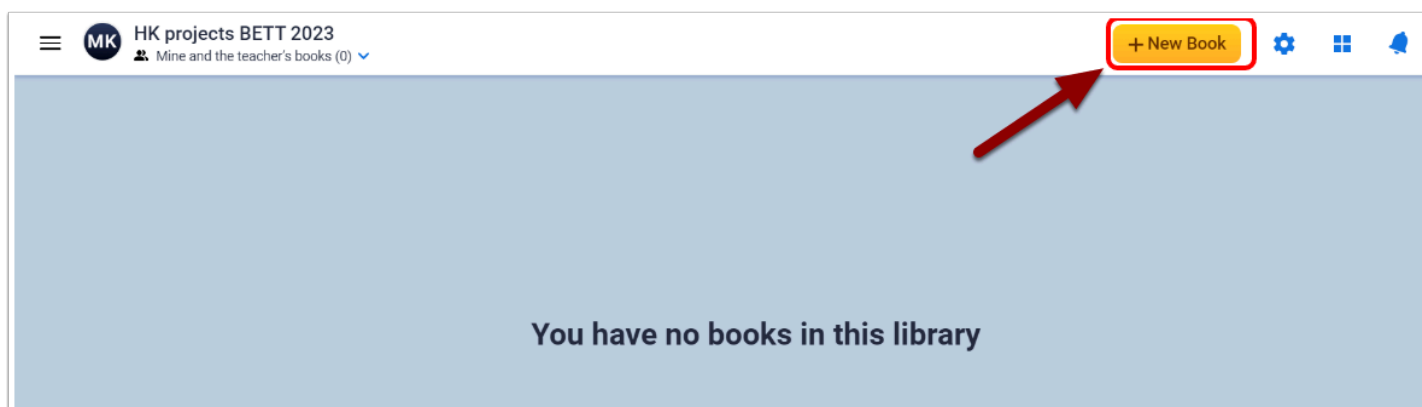 MK
HK projects BETT 2023
Mine and the teacher's books (0)
+ New Book
You have no books in this library